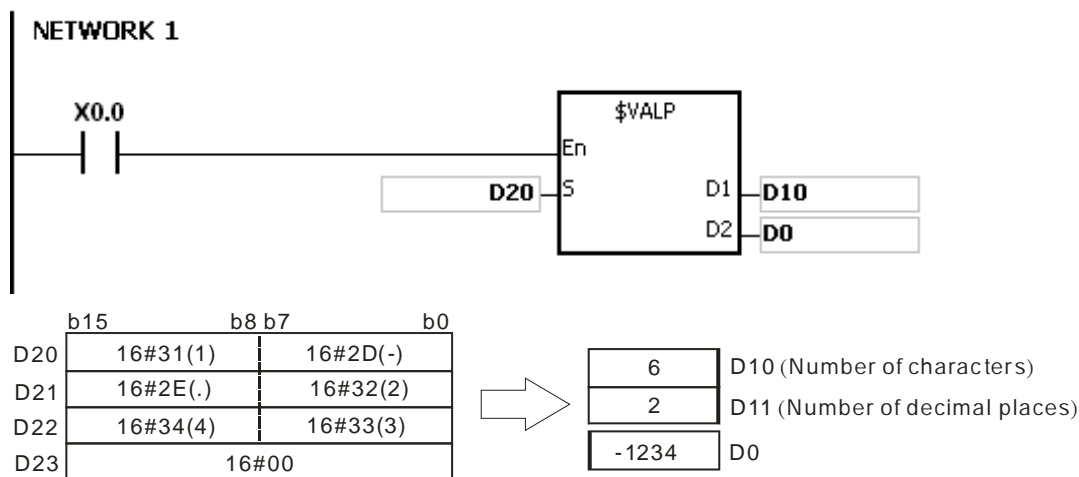 NETWORK 1
X0.0
$VALP
En
D20 S D1 D10
D2 D0
b15 b8 b7 b0
D20 16#31(1) 16#2D(-)
D21 16#2E(.) 16#32(2)
D22 16#34(4) 16#33(3)
D23 16#00
6 D10 (Number of characters)
2 D11 (Number of decimal places)
-1234 D0